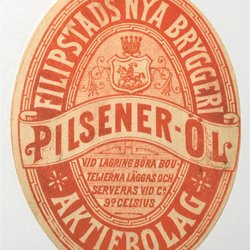 FILIPSTADS NYA BRYGGERI
PILSENER-ÖL
VID LAGRING BÖRA BOU-
TELJERNA LÄGGAS OCH
SERVERAS VID C:A
9° CELSIUS.
AKTIEBOLAG